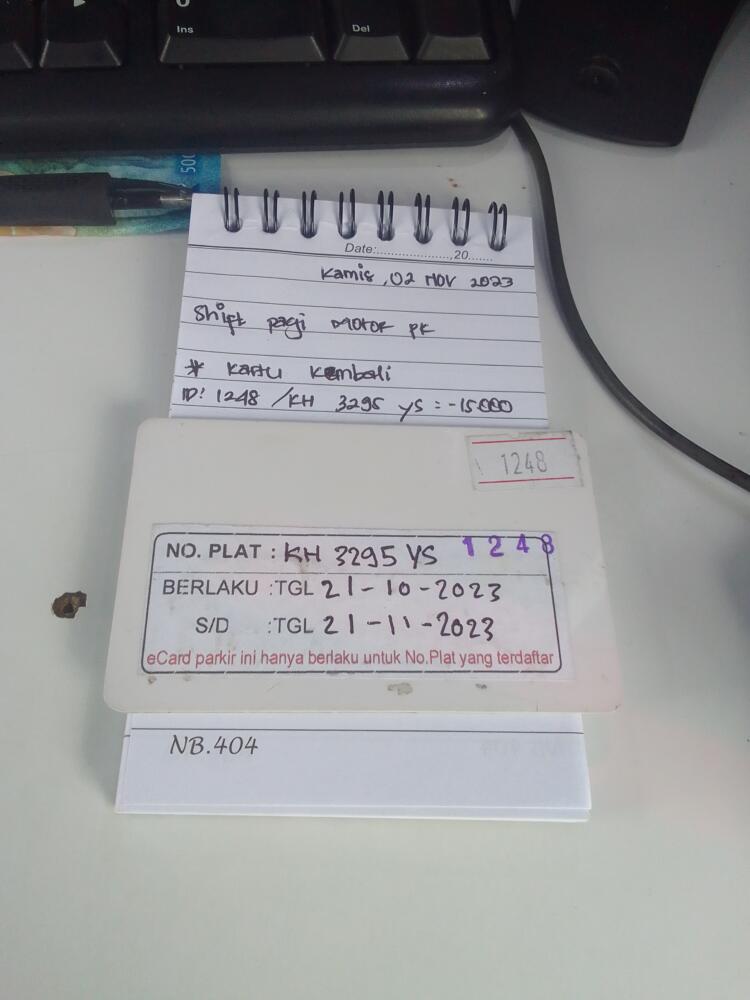 0
Ins
Del
500
Date:......................,20.......
Kamis ,02 NOV 2023
Shift pagi motor PK
* kartu kembali
ID: 1248 /KH 3295 YS = -15.000
1248
NO. PLAT : KH 3295 YS 1248
BERLAKU :TGL 21-10-2023
S/D :TGL 21-11-2023
eCard parkir ini hanya berlaku untuk No.Plat yang terdaftar
NB.404